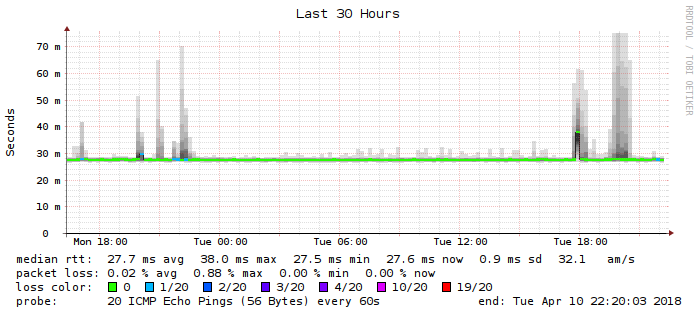 Last 30 Hours
RRDTOOL / TOBI OETIKER
Seconds
70 m
60 m
50 m
40 m
30 m
20 m
10 m
0
Mon 18:00 Tue 00:00 Tue 06:00 Tue 12:00 Tue 18:00
median rtt: 27.7 ms avg 38.0 ms max 27.5 ms min 27.6 ms now 0.9 ms sd 32.1 am/s
packet loss: 0.02 % avg 0.88 % max 0.00 % min 0.00 % now
loss color: 0 1/20 2/20 3/20 4/20 10/20 19/20
probe: 20 ICMP Echo Pings (56 Bytes) every 60s end: Tue Apr 10 22:20:03 2018